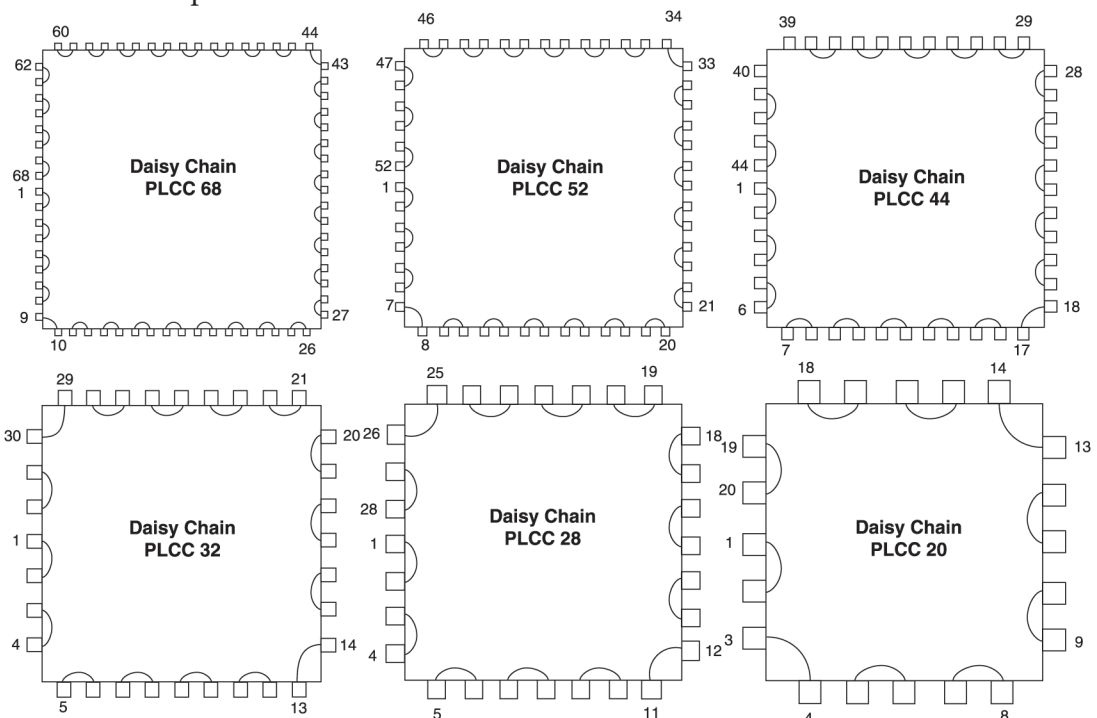 60 44
62 43
Daisy Chain
PLCC 68
68
1
9 27
10 26
46 34
47 33
Daisy Chain
PLCC 52
52
1
7 21
8 20
39 29
40 28
44
Daisy Chain
PLCC 44
1
6 18
7 17
29 21
30 20
Daisy Chain
PLCC 32
1
4 14
5 13
25 19
26 18
28
Daisy Chain
PLCC 28
1
4 12
5 11
18 14
19 13
20
Daisy Chain
PLCC 20
1
3 9
4 8